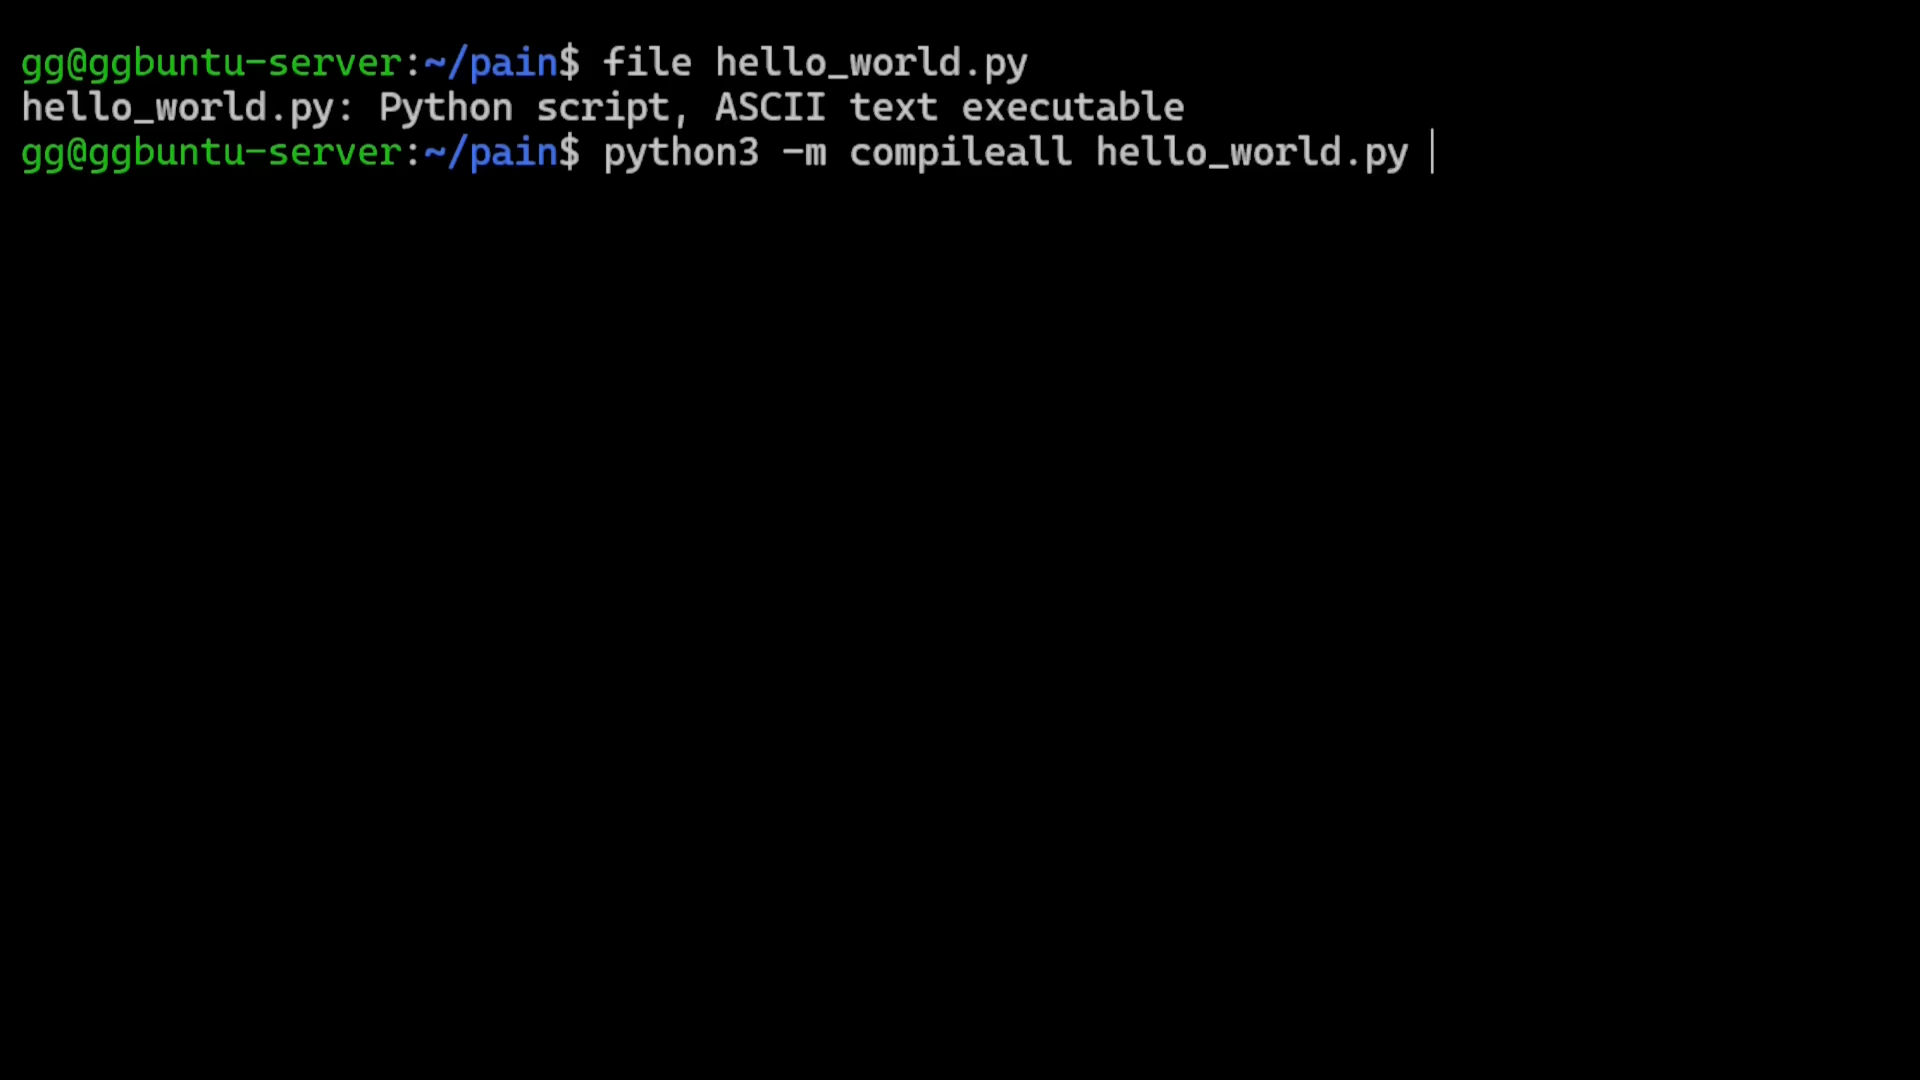 gg@ggbuntu-server:~/pain$ file hello_world.py
hello_world.py: Python script, ASCII text executable
gg@ggbuntu-server:~/pain$ python3 -m compileall hello_world.py